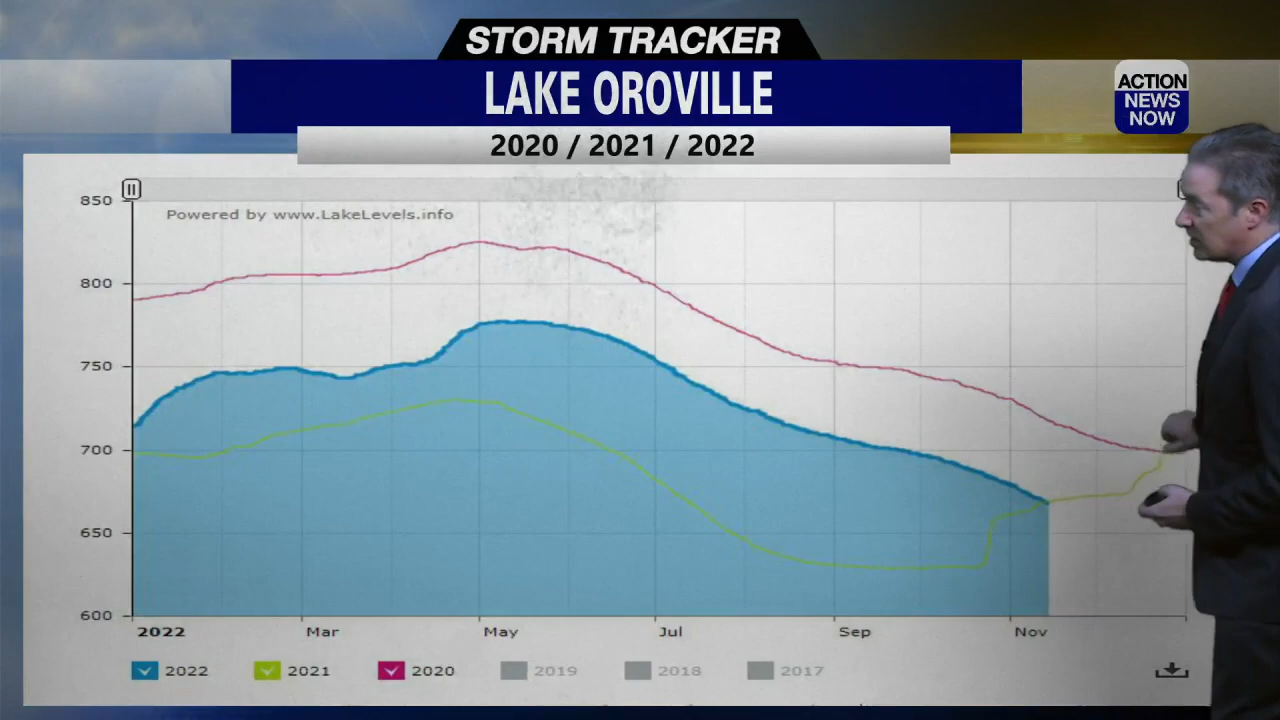 STORM TRACKER
LAKE OROVILLE
2020 / 2021 / 2022
ACTION
NEWS
NOW
Powered by www.LakeLevels.info
850
800
750
700
650
600
2022 Mar May Jul Sep Nov
2022 2021 2020 2019 2018 2017